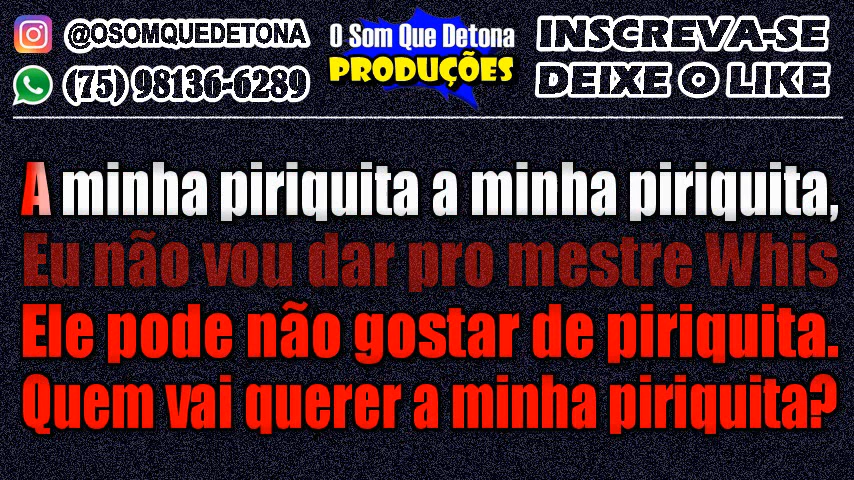 @OSOMQUEDETONA
(75) 98136-6289
O Som Que Detona
PRODUÇÕES
INSCREVA-SE
DEIXE O LIKE
A minha piriquita a minha piriquita,
Eu não vou dar pro mestre Whis
Ele pode não gostar de piriquita.
Quem vai querer a minha piriquita?